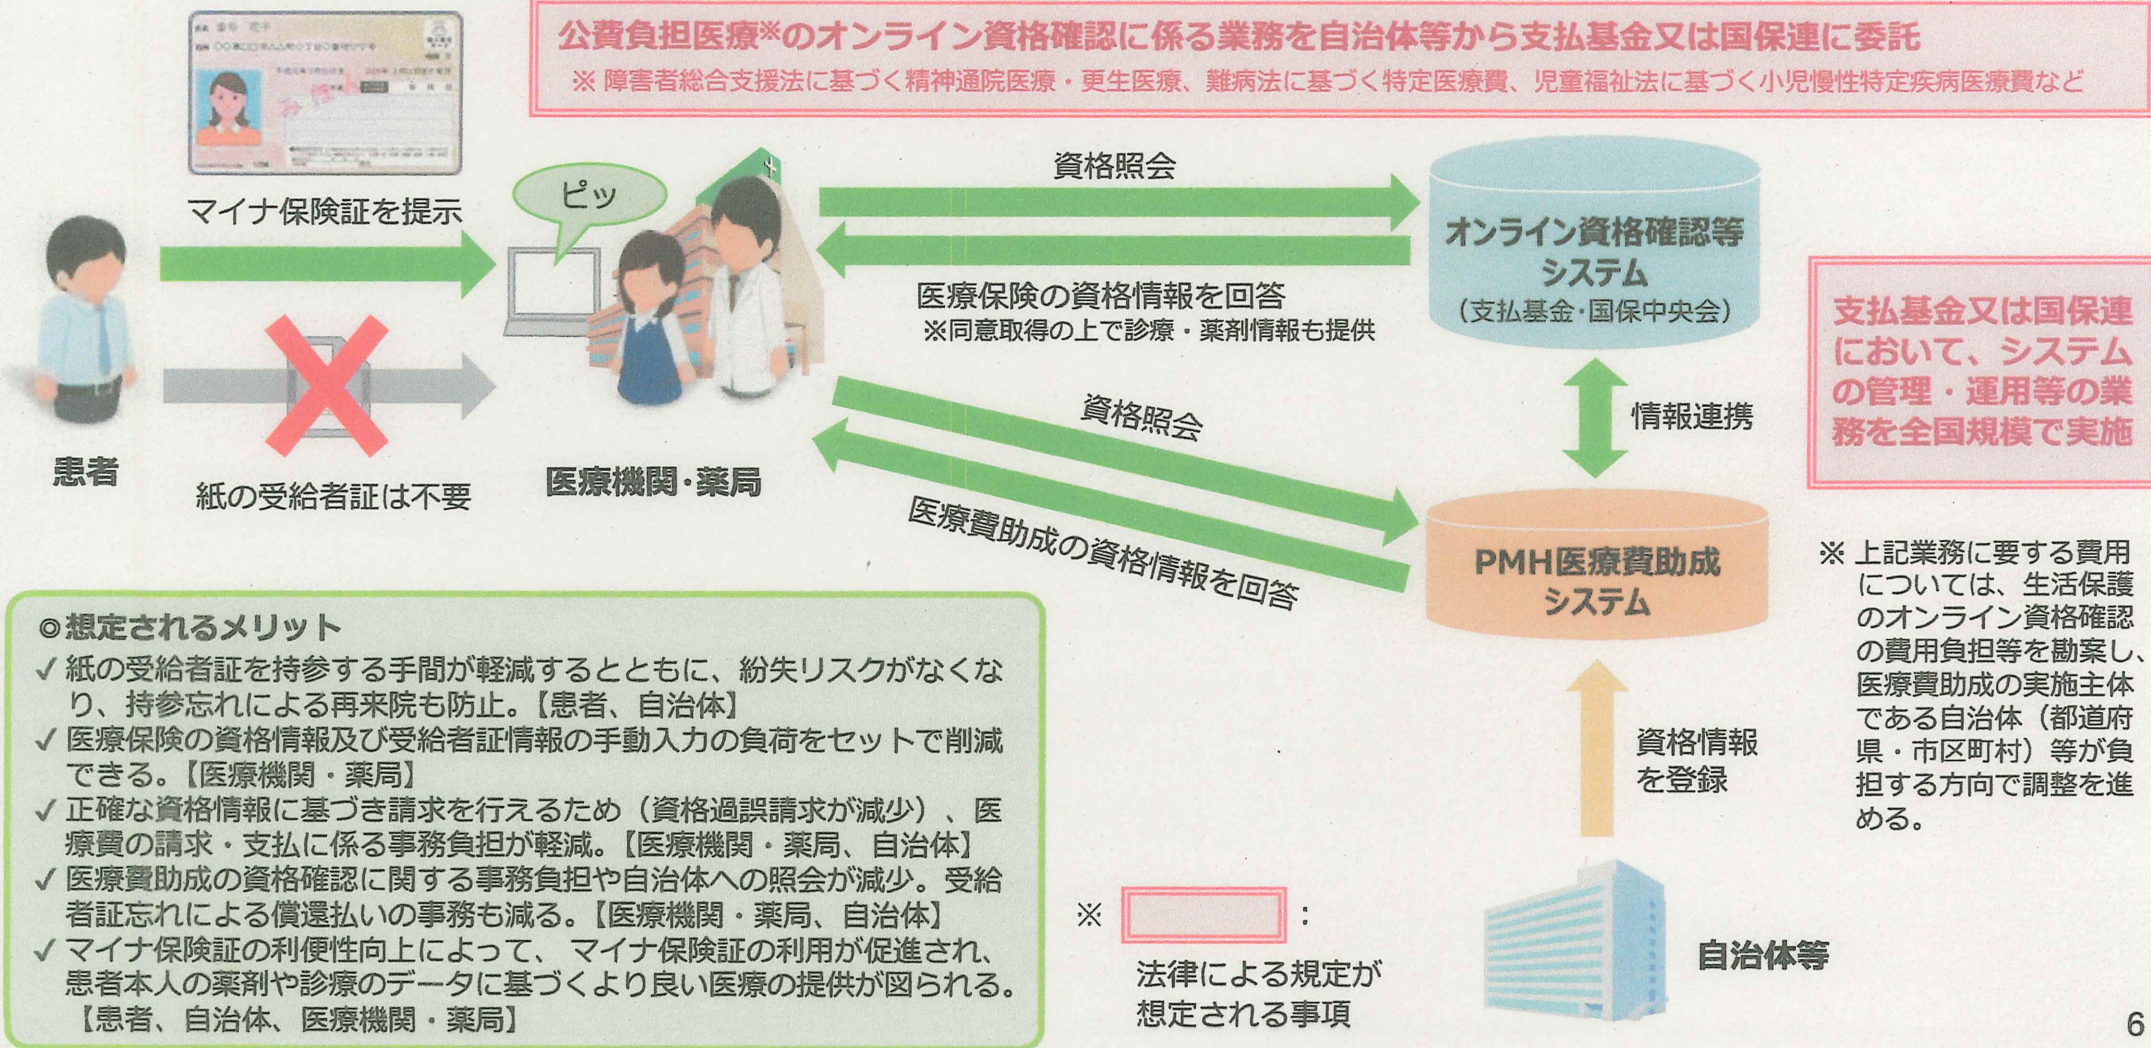 公費負担医療※のオンライン資格確認に係る業務を自治体等から支払基金又は国保連に委託
※ 障害者総合支援法に基づく精神通院医療・更生医療、難病法に基づく特定医療費、児童福祉法に基づく小児慢性特定疾病医療費など
みほん
マイナ保険証を提示
ピッ
資格照会
医療保険の資格情報を回答
※同意取得の上で診療・薬剤情報も提供
オンライン資格確認等
システム
（支払基金・国保中央会）
支払基金又は国保連
において、システム
の管理・運用等の業
務を全国規模で実施
患者
紙の受給者証は不要
医療機関・薬局
資格照会
医療費助成の資格情報を回答
情報連携
PMH医療費助成
システム
※ 上記業務に要する費用
については、生活保護
のオンライン資格確認
の費用負担等を勘案し、
医療費助成の実施主体
である自治体（都道府
県・市区町村）等が負
担する方向で調整を進
める。
資格情報
を登録
自治体等
◎想定されるメリット
✓ 紙の受給者証を持参する手間が軽減するとともに、紛失リスクがなくな
り、持参忘れによる再来院も防止。【患者、自治体】
✓ 医療保険の資格情報及び受給者証情報の手動入力の負荷をセットで削減
できる。【医療機関・薬局】
✓ 正確な資格情報に基づき請求を行えるため（資格過誤請求が減少）、医
療費の請求・支払に係る事務負担が軽減。【医療機関・薬局、自治体】
✓ 医療費助成の資格確認に関する事務負担や自治体への照会が減少。受給
者証忘れによる償還払いの事務も減る。【医療機関・薬局、自治体】
✓ マイナ保険証の利便性向上によって、マイナ保険証の利用が促進され、
患者本人の薬剤や診療のデータに基づくより良い医療の提供が図られる。
【患者、自治体、医療機関・薬局】
※ ：
法律による規定が
想定される事項
6